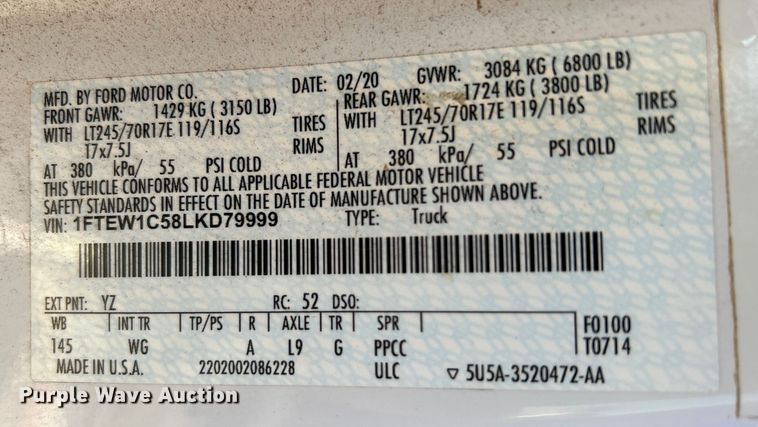 MFD. BY FORD MOTOR CO. DATE: 02/20 GVWR: 3084 KG ( 6800 LB)
FRONT GAWR: 1429 KG ( 3150 LB) REAR GAWR: 1724 KG ( 3800 LB)
WITH LT245/70R17E 119/116S TIRES WITH LT245/70R17E 119/116S TIRES
17x7.5J RIMS 17x7.5J RIMS
AT 380 kPa/ 55 PSI COLD AT 380 kPa/ 55 PSI COLD
THIS VEHICLE CONFORMS TO ALL APPLICABLE FEDERAL MOTOR VEHICLE
SAFETY STANDARDS IN EFFECT ON THE DATE OF MANUFACTURE SHOWN ABOVE.
VIN: 1FTEW1C58LKD79999 TYPE: Truck
EXT PNT: YZ RC: 52 DSO:
WB INT TR TP/PS R AXLE TR SPR F0100
145 WG A L9 G PPCC T0714
MADE IN U.S.A. 2202002086228 ULC ▽ 5U5A-3520472-AA
Purple Wave Auction